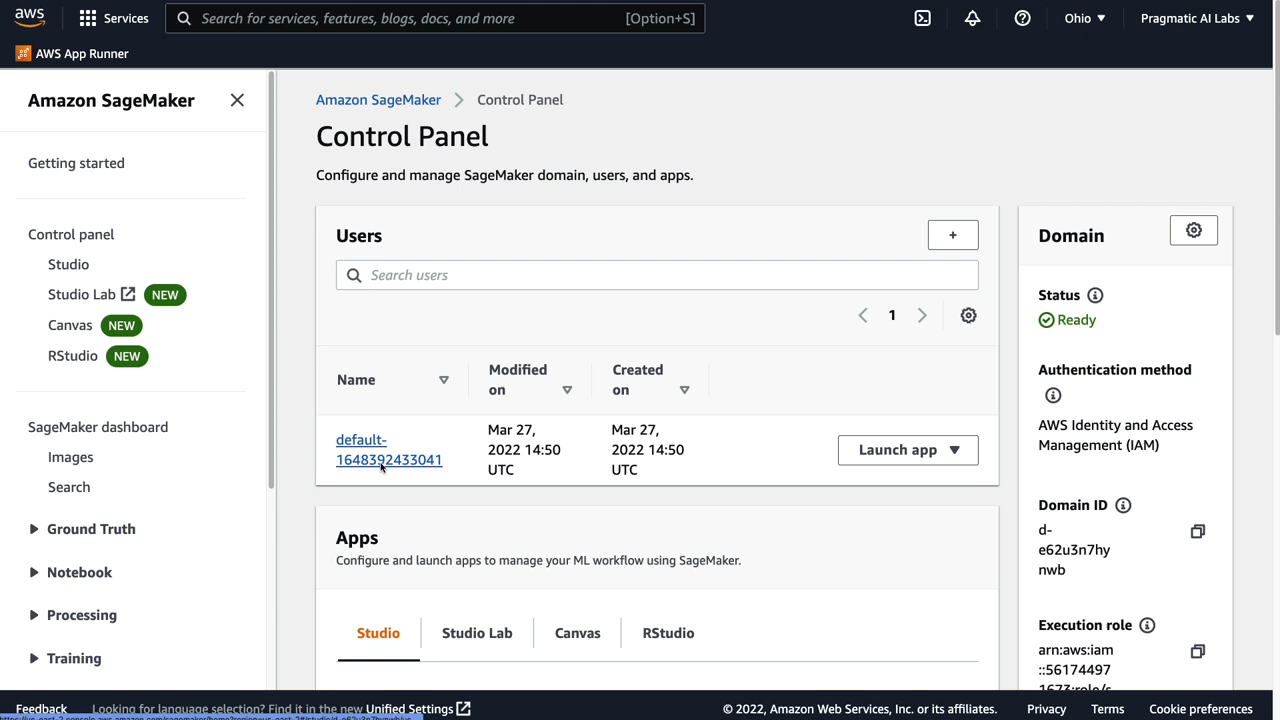 aws
Services
Search for services, features, blogs, docs, and more
[Option+S]
Ohio
Pragmatic AI Labs
AWS App Runner
Amazon SageMaker
Getting started
Control panel
Studio
Studio Lab NEW
Canvas NEW
RStudio NEW
SageMaker dashboard
Images
Search
Ground Truth
Notebook
Processing
Training
Amazon SageMaker > Control Panel
Control Panel
Configure and manage SageMaker domain, users, and apps.
Users
+
Search users
1
Name
Modified
on
Created
on
default-
1648392433041
Mar 27,
2022 14:50
UTC
Mar 27,
2022 14:50
UTC
Launch app
Apps
Configure and launch apps to manage your ML workflow using SageMaker.
Studio
Studio Lab
Canvas
RStudio
Domain
Status
Ready
Authentication method
AWS Identity and Access
Management (IAM)
Domain ID
d-
e62u3n7hy
nwb
Execution role
arn:aws:iam
::56174497
1673:role/s
Feedback
Looking for language selection? Find it in the new Unified Settings
© 2022, Amazon Web Services, Inc. or its affiliates.
Privacy
Terms
Cookie preferences